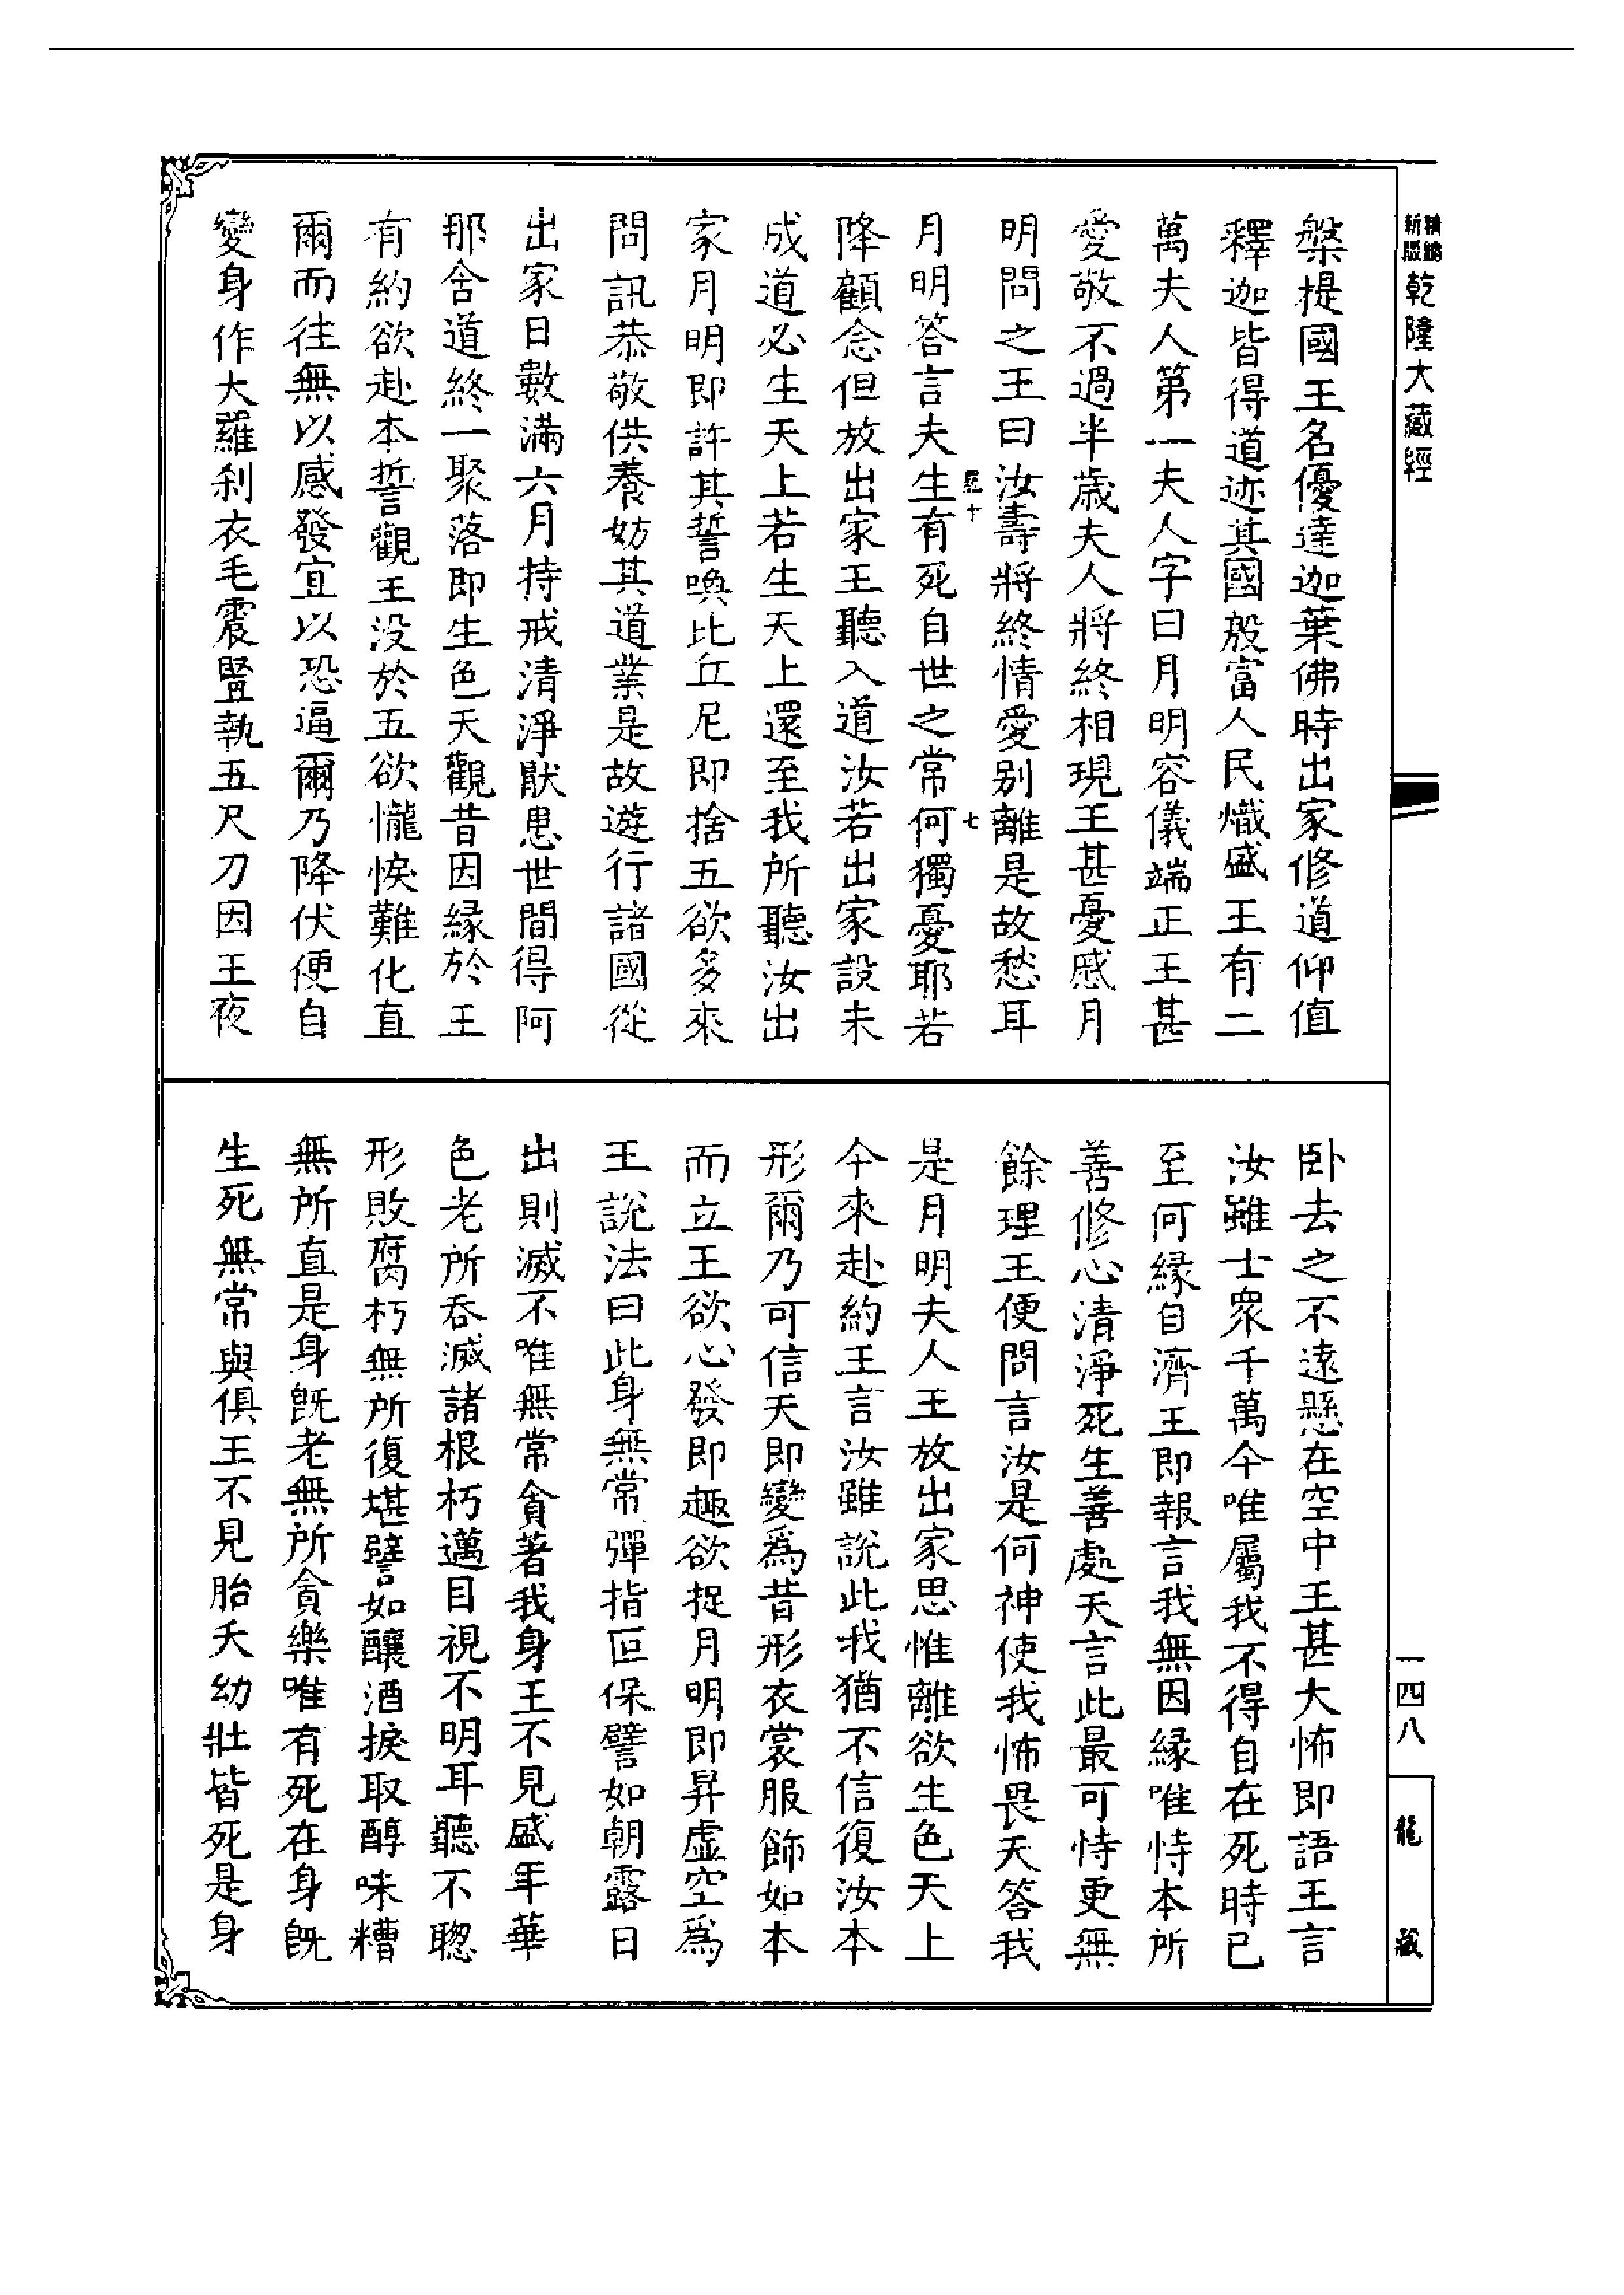 精鵬
新版
乾隆大藏經
槃提國王名優達迦葉佛時出家修道仰值
釋迦皆得道迹其國殷富人民熾盛王有二
萬夫人第一夫人字曰月明容儀端正王甚
愛敬不過半歲夫人將終相現王甚憂慼月
明問之王曰汝壽將終情愛別離是故愁耳
月明答言夫生有死自世之常何獨憂耶若
降顧念但放出家王聽入道汝若出家設未
成道必生天上若生天上還至我所聽汝出
家月明即許其誓喚比丘尼即捨五欲多來
問訊恭敬供養妨其道業是故遊行諸國從
出家日數滿六月持戒清淨猒患世間得阿
那含道終一聚落即生色天觀昔因緣於王
有約欲赴本誓觀王没於五欲𢤱悷難化直
爾而往無以感發宜以恐逼爾乃降伏便自
變身作大羅刹衣毛震豎執五尺刀因王夜
十
七
卧去之不遠懸在空中王甚大怖即語王言
汝雖士眾千萬今唯屬我不得自在死時已
至何緣自濟王即報言我無因緣唯恃本所
善修心清淨死生善處天言此最可恃更無
餘理王便問言汝是何神使我怖畏天答我
是月明夫人王放出家思惟離欲生色天上
今來赴約王言汝雖說此我猶不信復汝本
形爾乃可信天即變爲昔形衣裳服飾如本
而立王欲心發即趣欲捉月明即昇虛空爲
王說法曰此身無常彈指叵保譬如朝露日
出則滅不唯無常貪著我身王不見盛年華
色老所吞滅諸根朽邁目視不明耳聽不聰
形敗腐朽無所復堪譬如釀酒捩取醇味糟
無所直是身既老無所貪樂唯有死在身既
生死無常與俱王不見胎夭幼壯皆死是身
一四八
龍藏